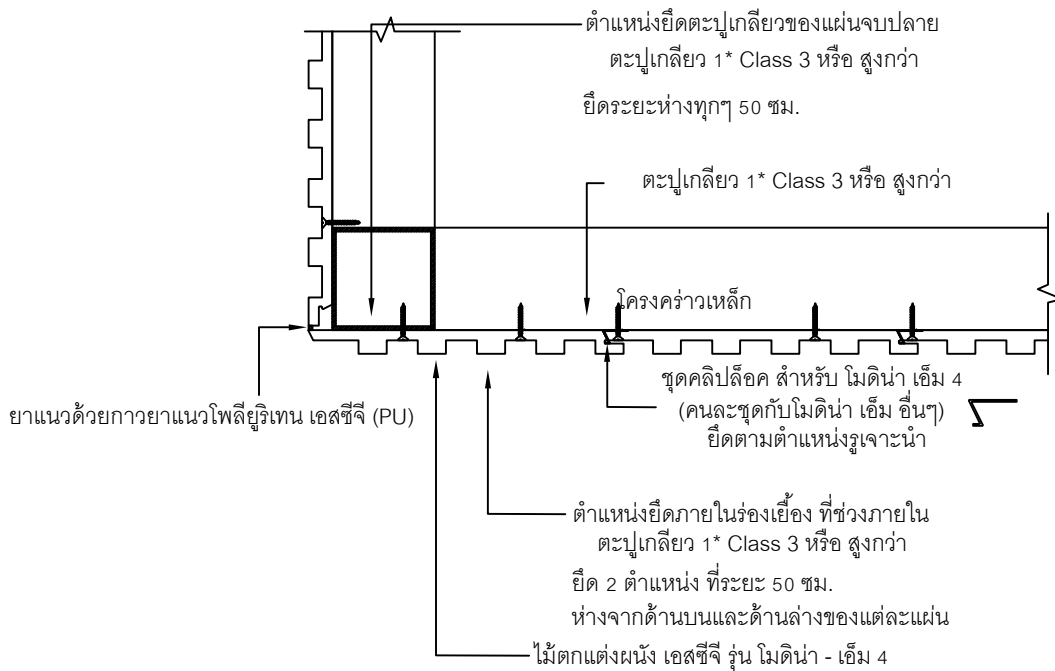 ตำแหน่งยึดตะปูเกลียวของแผ่นจบปลาย
ตะปูเกลียว 1* Class 3 หรือ สูงกว่า
ยึดระยะห่างทุกๆ 50 ซม.
ตะปูเกลียว 1* Class 3 หรือ สูงกว่า
โครงคร่าวเหล็ก
ชุดคลิปล็อค สำหรับ โมดิน่า เอ็ม 4
(คนละชุดกับโมดิน่า เอ็ม อื่นๆ)
ยึดตามตำแหน่งรูเจาะนำ
ยาแนวด้วยกาวยาแนวโพลียูริเทน เอสซีจี (PU)
ตำแหน่งยึดภายในร่องเยื้อง ที่ช่วงภายใน
ตะปูเกลียว 1* Class 3 หรือ สูงกว่า
ยึด 2 ตำแหน่ง ที่ระยะ 50 ซม.
ห่างจากด้านบนและด้านล่างของแต่ละแผ่น
ไม้ตกแต่งผนัง เอสซีจี รุ่น โมดิน่า - เอ็ม 4